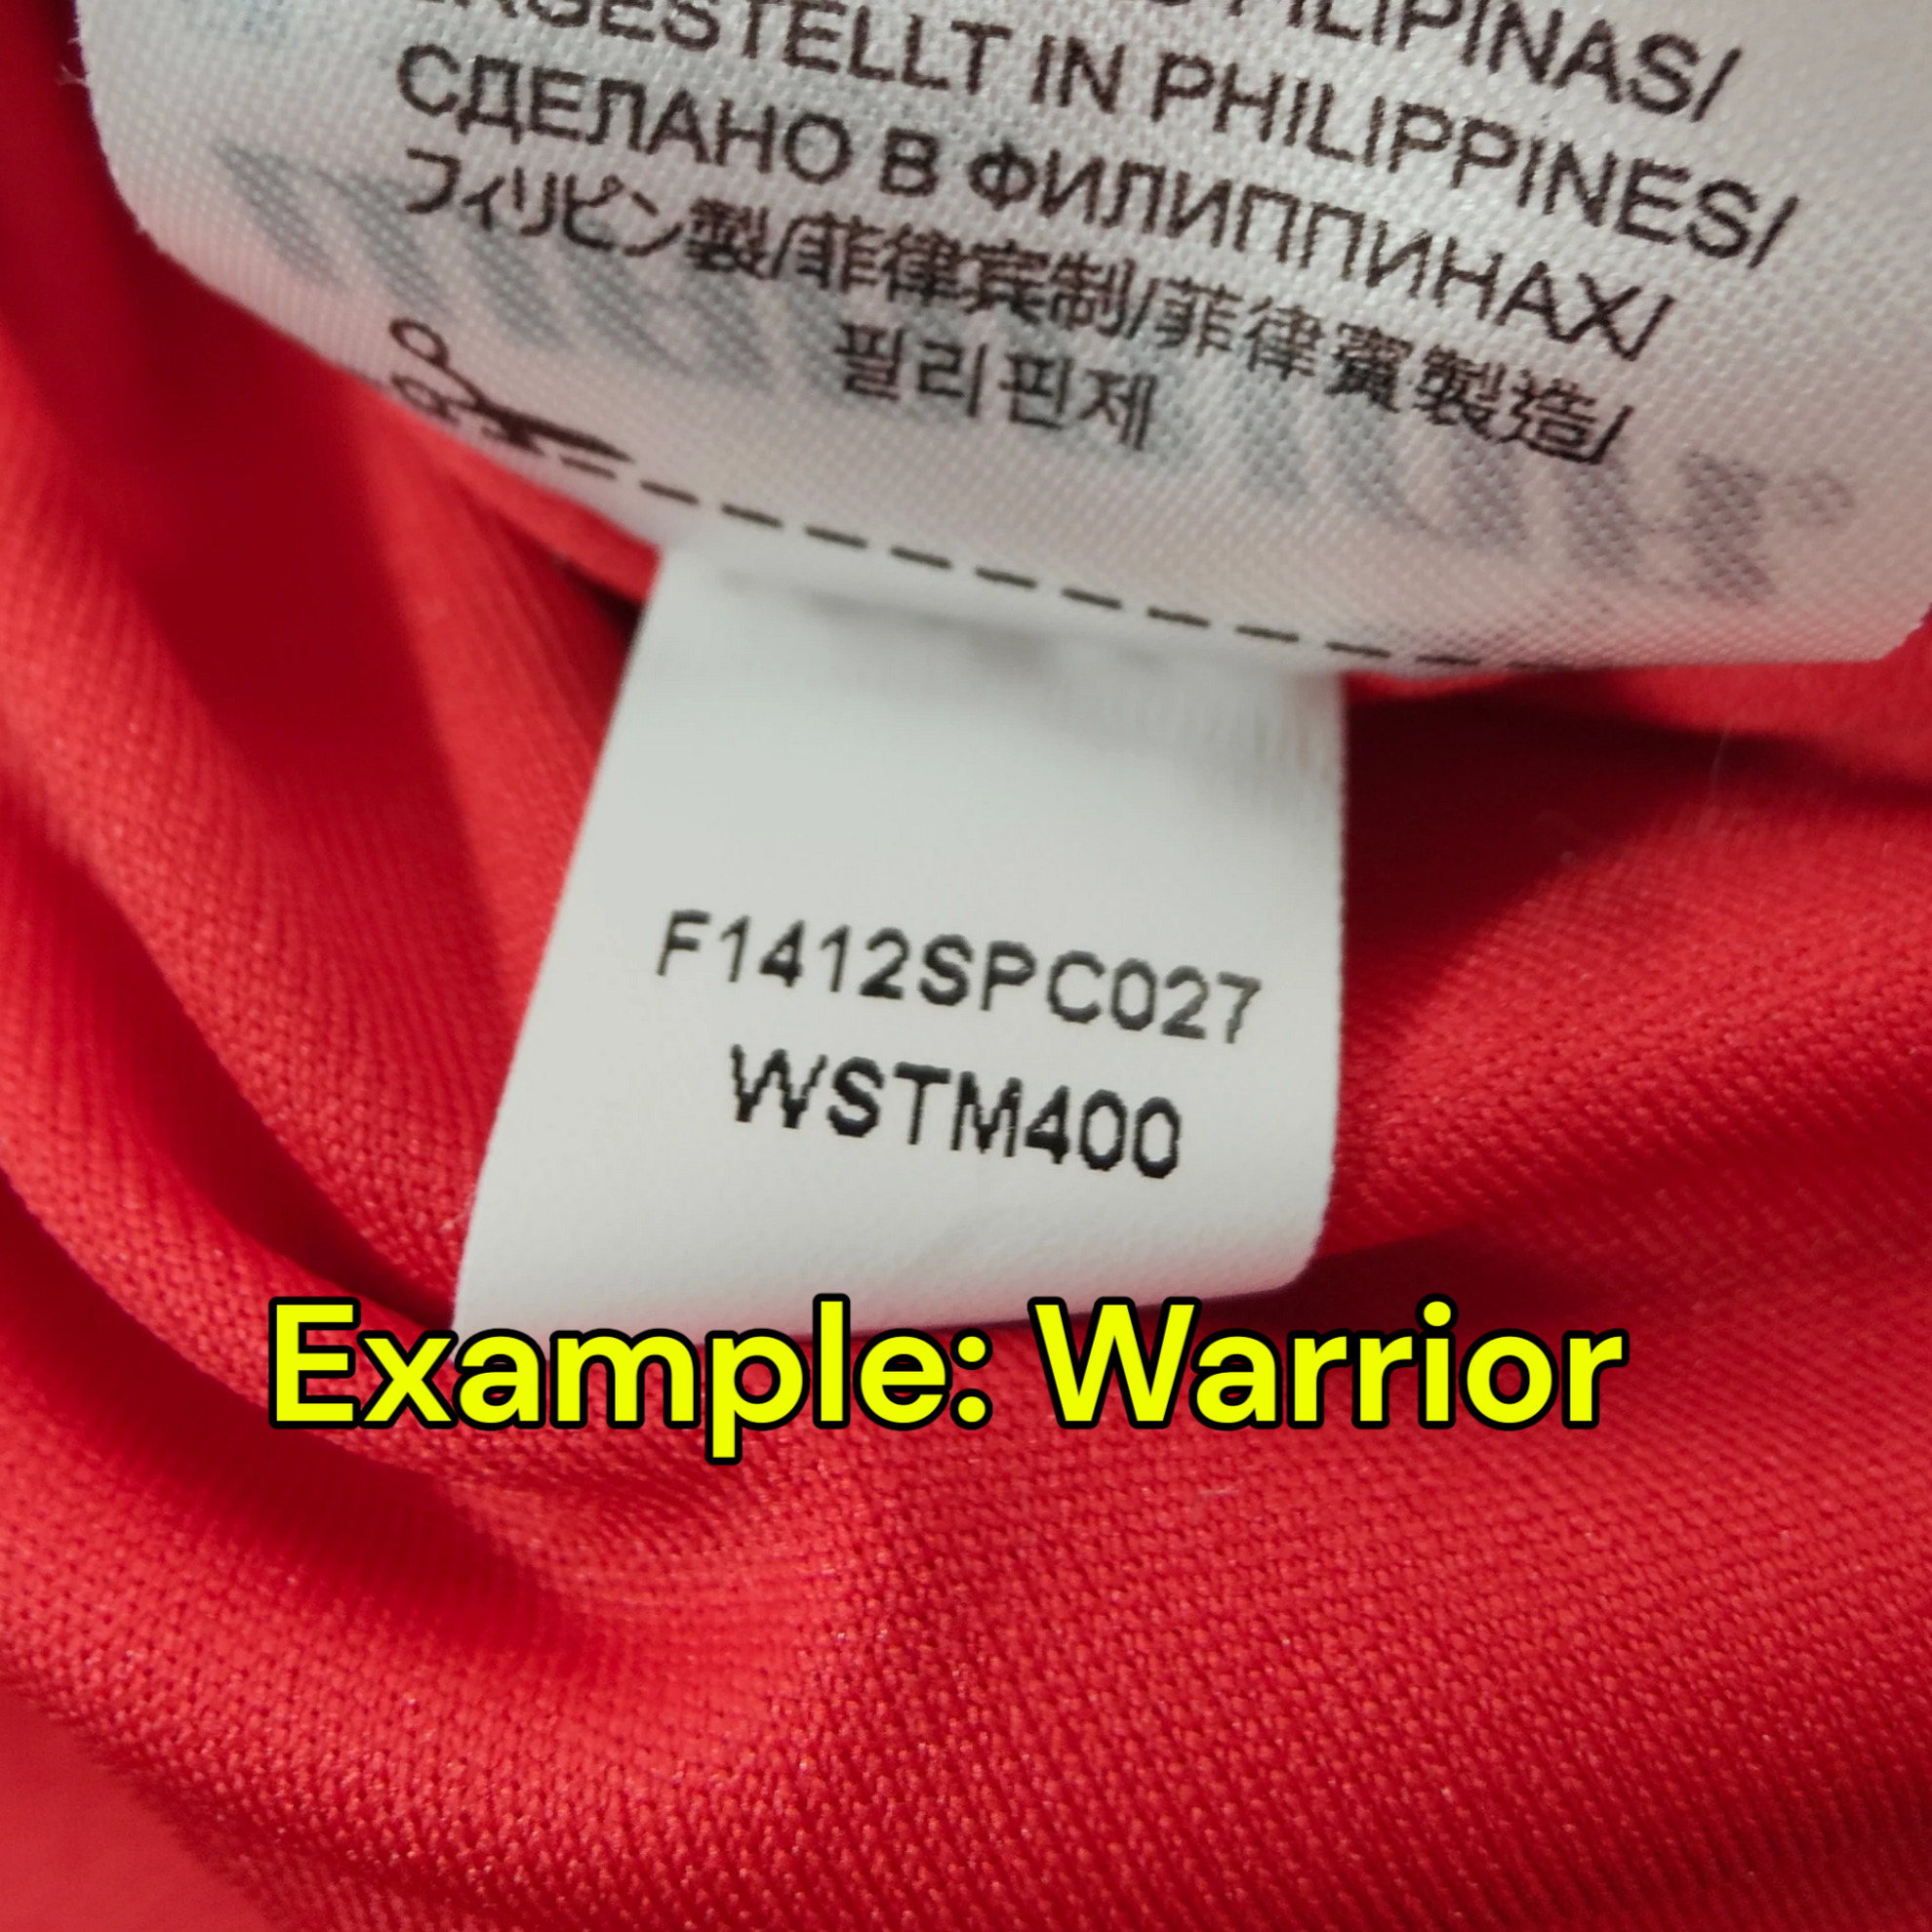 FILIPINAS/
HERGESTELLT IN PHILIPPINES/
СДЕЛАНО В ФИЛИППИНАХ/
フィリピン製/菲律宾制/菲律賓製造/
필리핀제
F1412SPC027
WSTM400
Example: Warrior